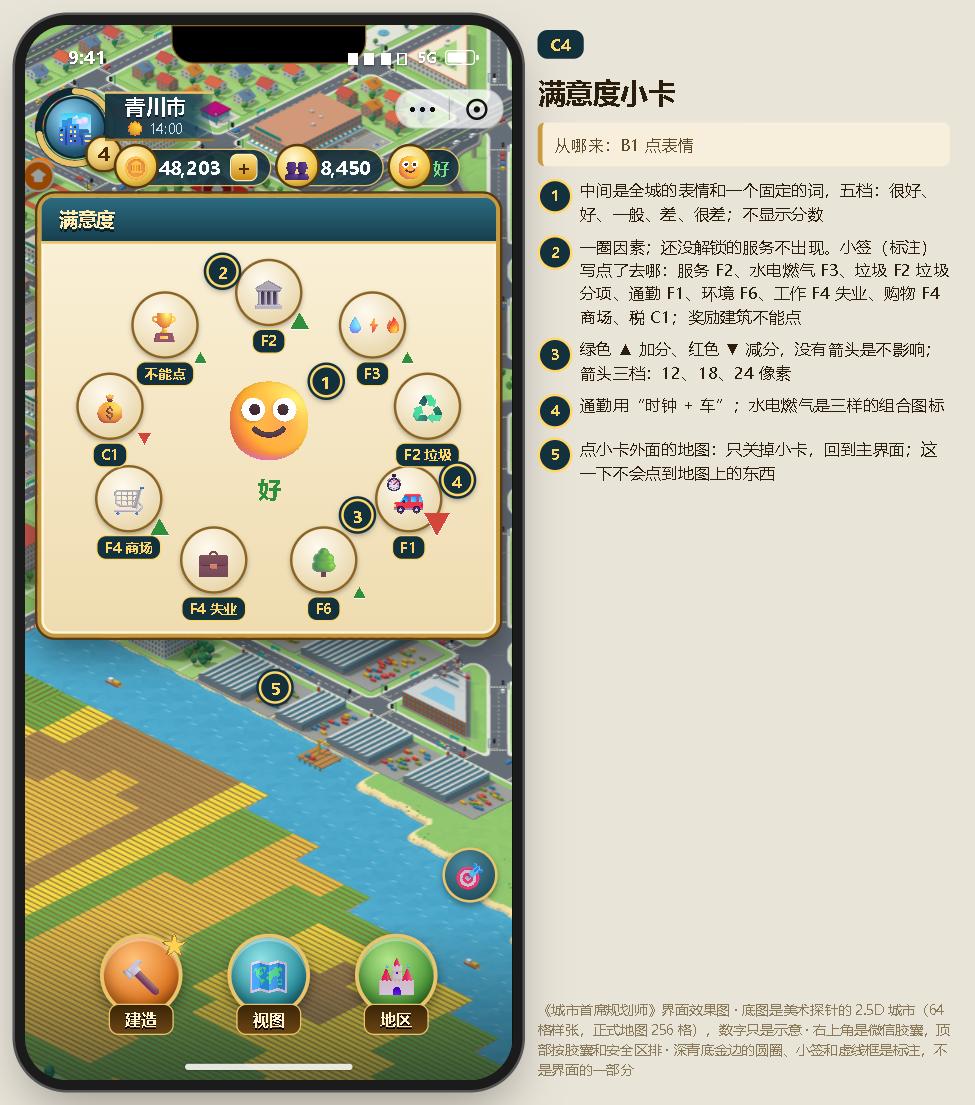 9:41
5G
青川市
14:00
4
48,203
+
8,450
好
满意度
2
F2
不能点
F3
1
C1
F2 垃圾
好
4
3
F4 商场
F1
F4 失业
F6
5
建造
视图
地区
C4
满意度小卡
从哪来：B1 点表情
1 中间是全城的表情和一个固定的词，五档：很好、
好、一般、差、很差；不显示分数
2 一圈因素；还没解锁的服务不出现。小签（标注）
写点了去哪：服务 F2、水电燃气 F3、垃圾 F2 垃圾
分项、通勤 F1、环境 F6、工作 F4 失业、购物 F4
商场、税 C1；奖励建筑不能点
3 绿色 ▲ 加分、红色 ▼ 减分，没有箭头是不影响；
箭头三档：12、18、24 像素
4 通勤用“时钟 + 车”；水电燃气是三样的组合图标
5 点小卡外面的地图：只关掉小卡，回到主界面；这
一下不会点到地图上的东西
《城市首席规划师》界面效果图 · 底图是美术探针的 2.5D 城市（64
格样张，正式地图 256 格），数字只是示意 · 右上角是微信胶囊，顶
部按胶囊和安全区排 · 深青底金边的圆圈、小签和虚线框是标注，不
是界面的一部分